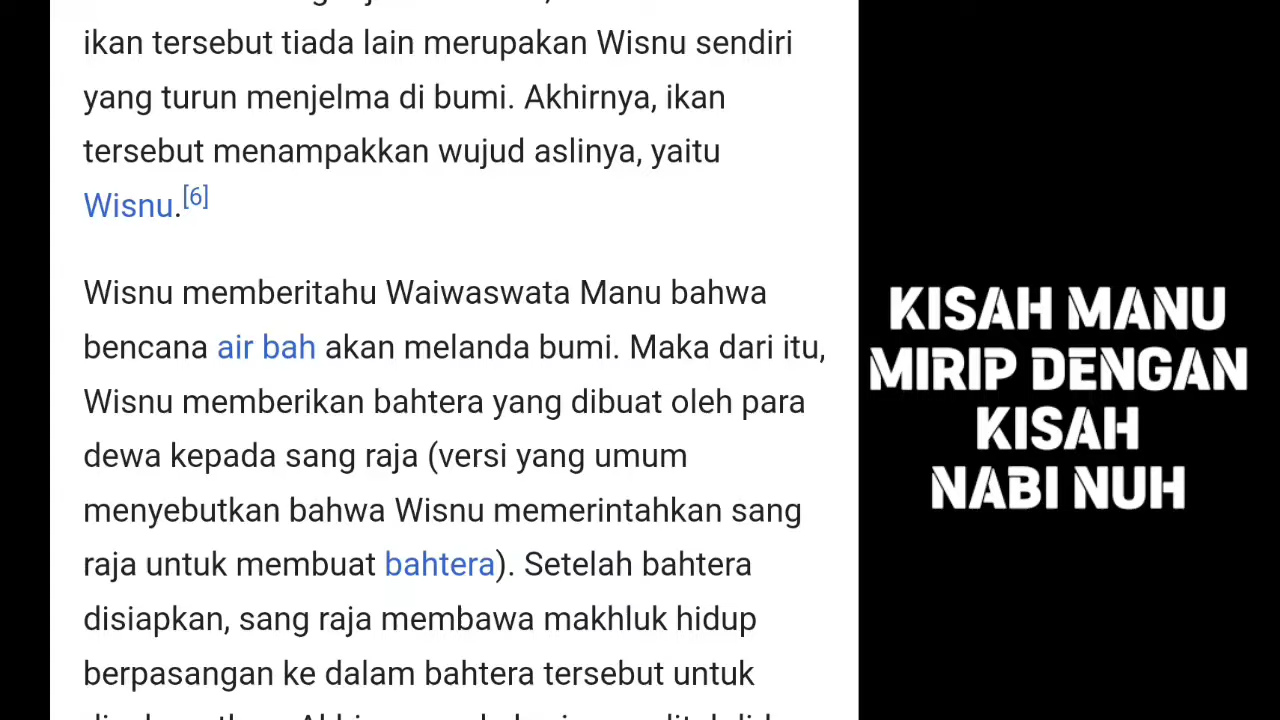 ikan tersebut tiada lain merupakan Wisnu sendiri
yang turun menjelma di bumi. Akhirnya, ikan
tersebut menampakkan wujud aslinya, yaitu
Wisnu.[6]
Wisnu memberitahu Waiwaswata Manu bahwa
bencana air bah akan melanda bumi. Maka dari itu,
Wisnu memberikan bahtera yang dibuat oleh para
dewa kepada sang raja (versi yang umum
menyebutkan bahwa Wisnu memerintahkan sang
raja untuk membuat bahtera). Setelah bahtera
disiapkan, sang raja membawa makhluk hidup
berpasangan ke dalam bahtera tersebut untuk
KISAH MANU
MIRIP DENGAN
KISAH
NABI NUH